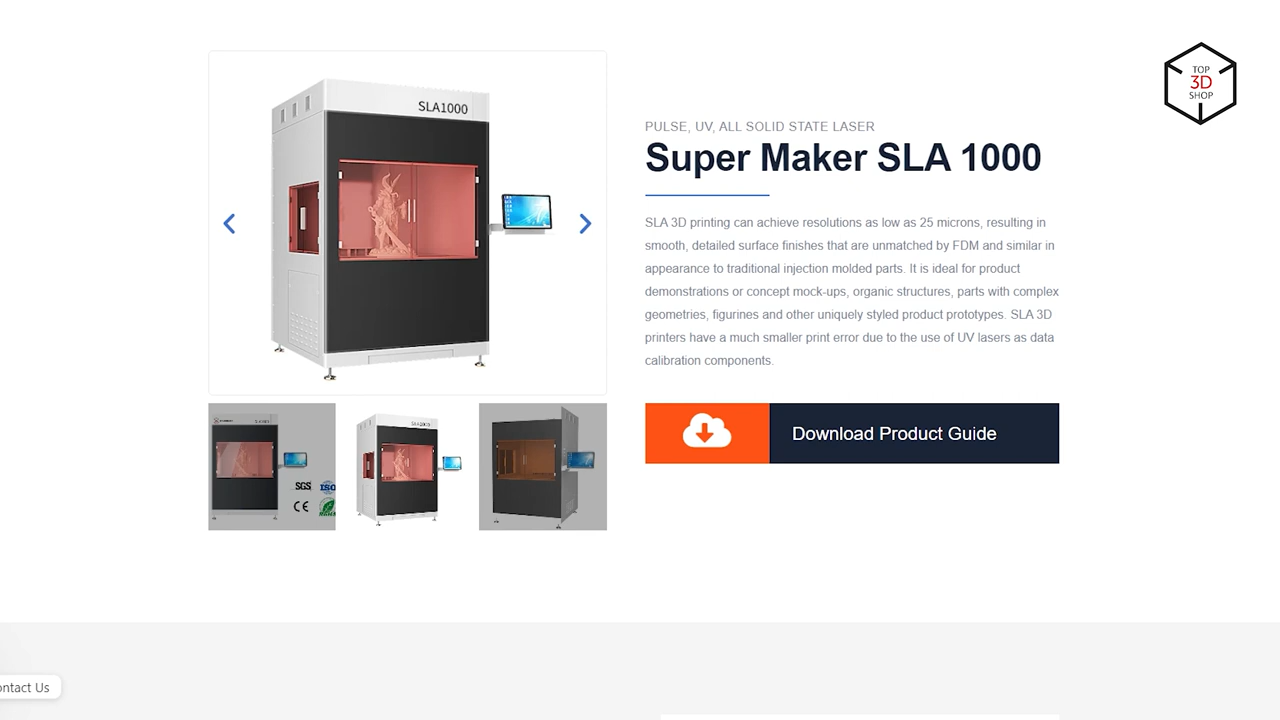 TOP
3D
SHOP
SLA1000
PULSE, UV, ALL SOLID STATE LASER
Super Maker SLA 1000
SLA 3D printing can achieve resolutions as low as 25 microns, resulting in
smooth, detailed surface finishes that are unmatched by FDM and similar in
appearance to traditional injection molded parts. It is ideal for product
demonstrations or concept mock-ups, organic structures, parts with complex
geometries, figurines and other uniquely styled product prototypes. SLA 3D
printers have a much smaller print error due to the use of UV lasers as data
calibration components.
Download Product Guide
SLA1000
SGS
ISO
CE
RoHS
ontact Us